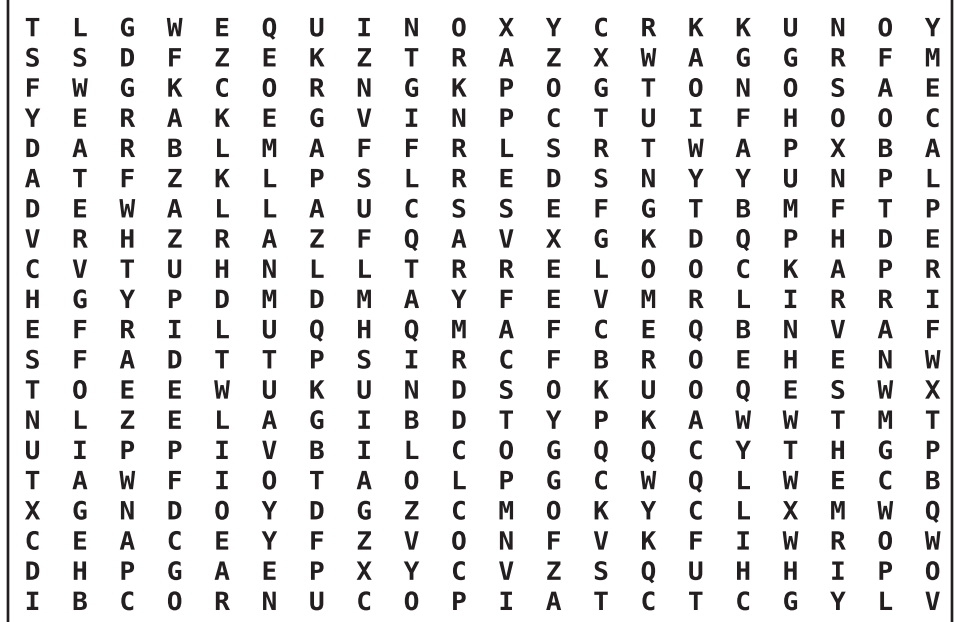 T L G W E Q U I N O X Y C R K K U N O Y
S S D F Z E K Z T R A Z X W A G G R F M
F W G K C O R N G K P O G T O N O S A E
Y E R A K E G V I N P C T U I F H O O C
D A R B L M A F F R L S R T W A P X B A
A T F Z K L P S L R E D S N Y Y U N P L
D E W A L L A U C S S E F G T B M F T P
V R H Z R A Z F Q A V X G K D Q P H D E
C V T U H N L L T R R E L O O C K A P R
H G Y P D M D M A Y F E V M R L I R R I
E F R I L U Q H Q M A F C E Q B N V A F
S F A D T T P S I R C F B R O E H E N W
T O E E W U K U N D S O K U O Q E S W X
N L Z E L A G I B D T Y P K A W W T M T
U I P P I V B I L C O G Q Q C Y T H G P
T A W F I O T A O L P G C W Q L W E C B
X G N D O Y D G Z C M O K Y C L X M W Q
C E A C E Y F Z V O N F V K F I W R O W
D H P G A E P X Y C V Z S Q U H H I P O
I B C O R N U C O P I A T C T C G Y L V